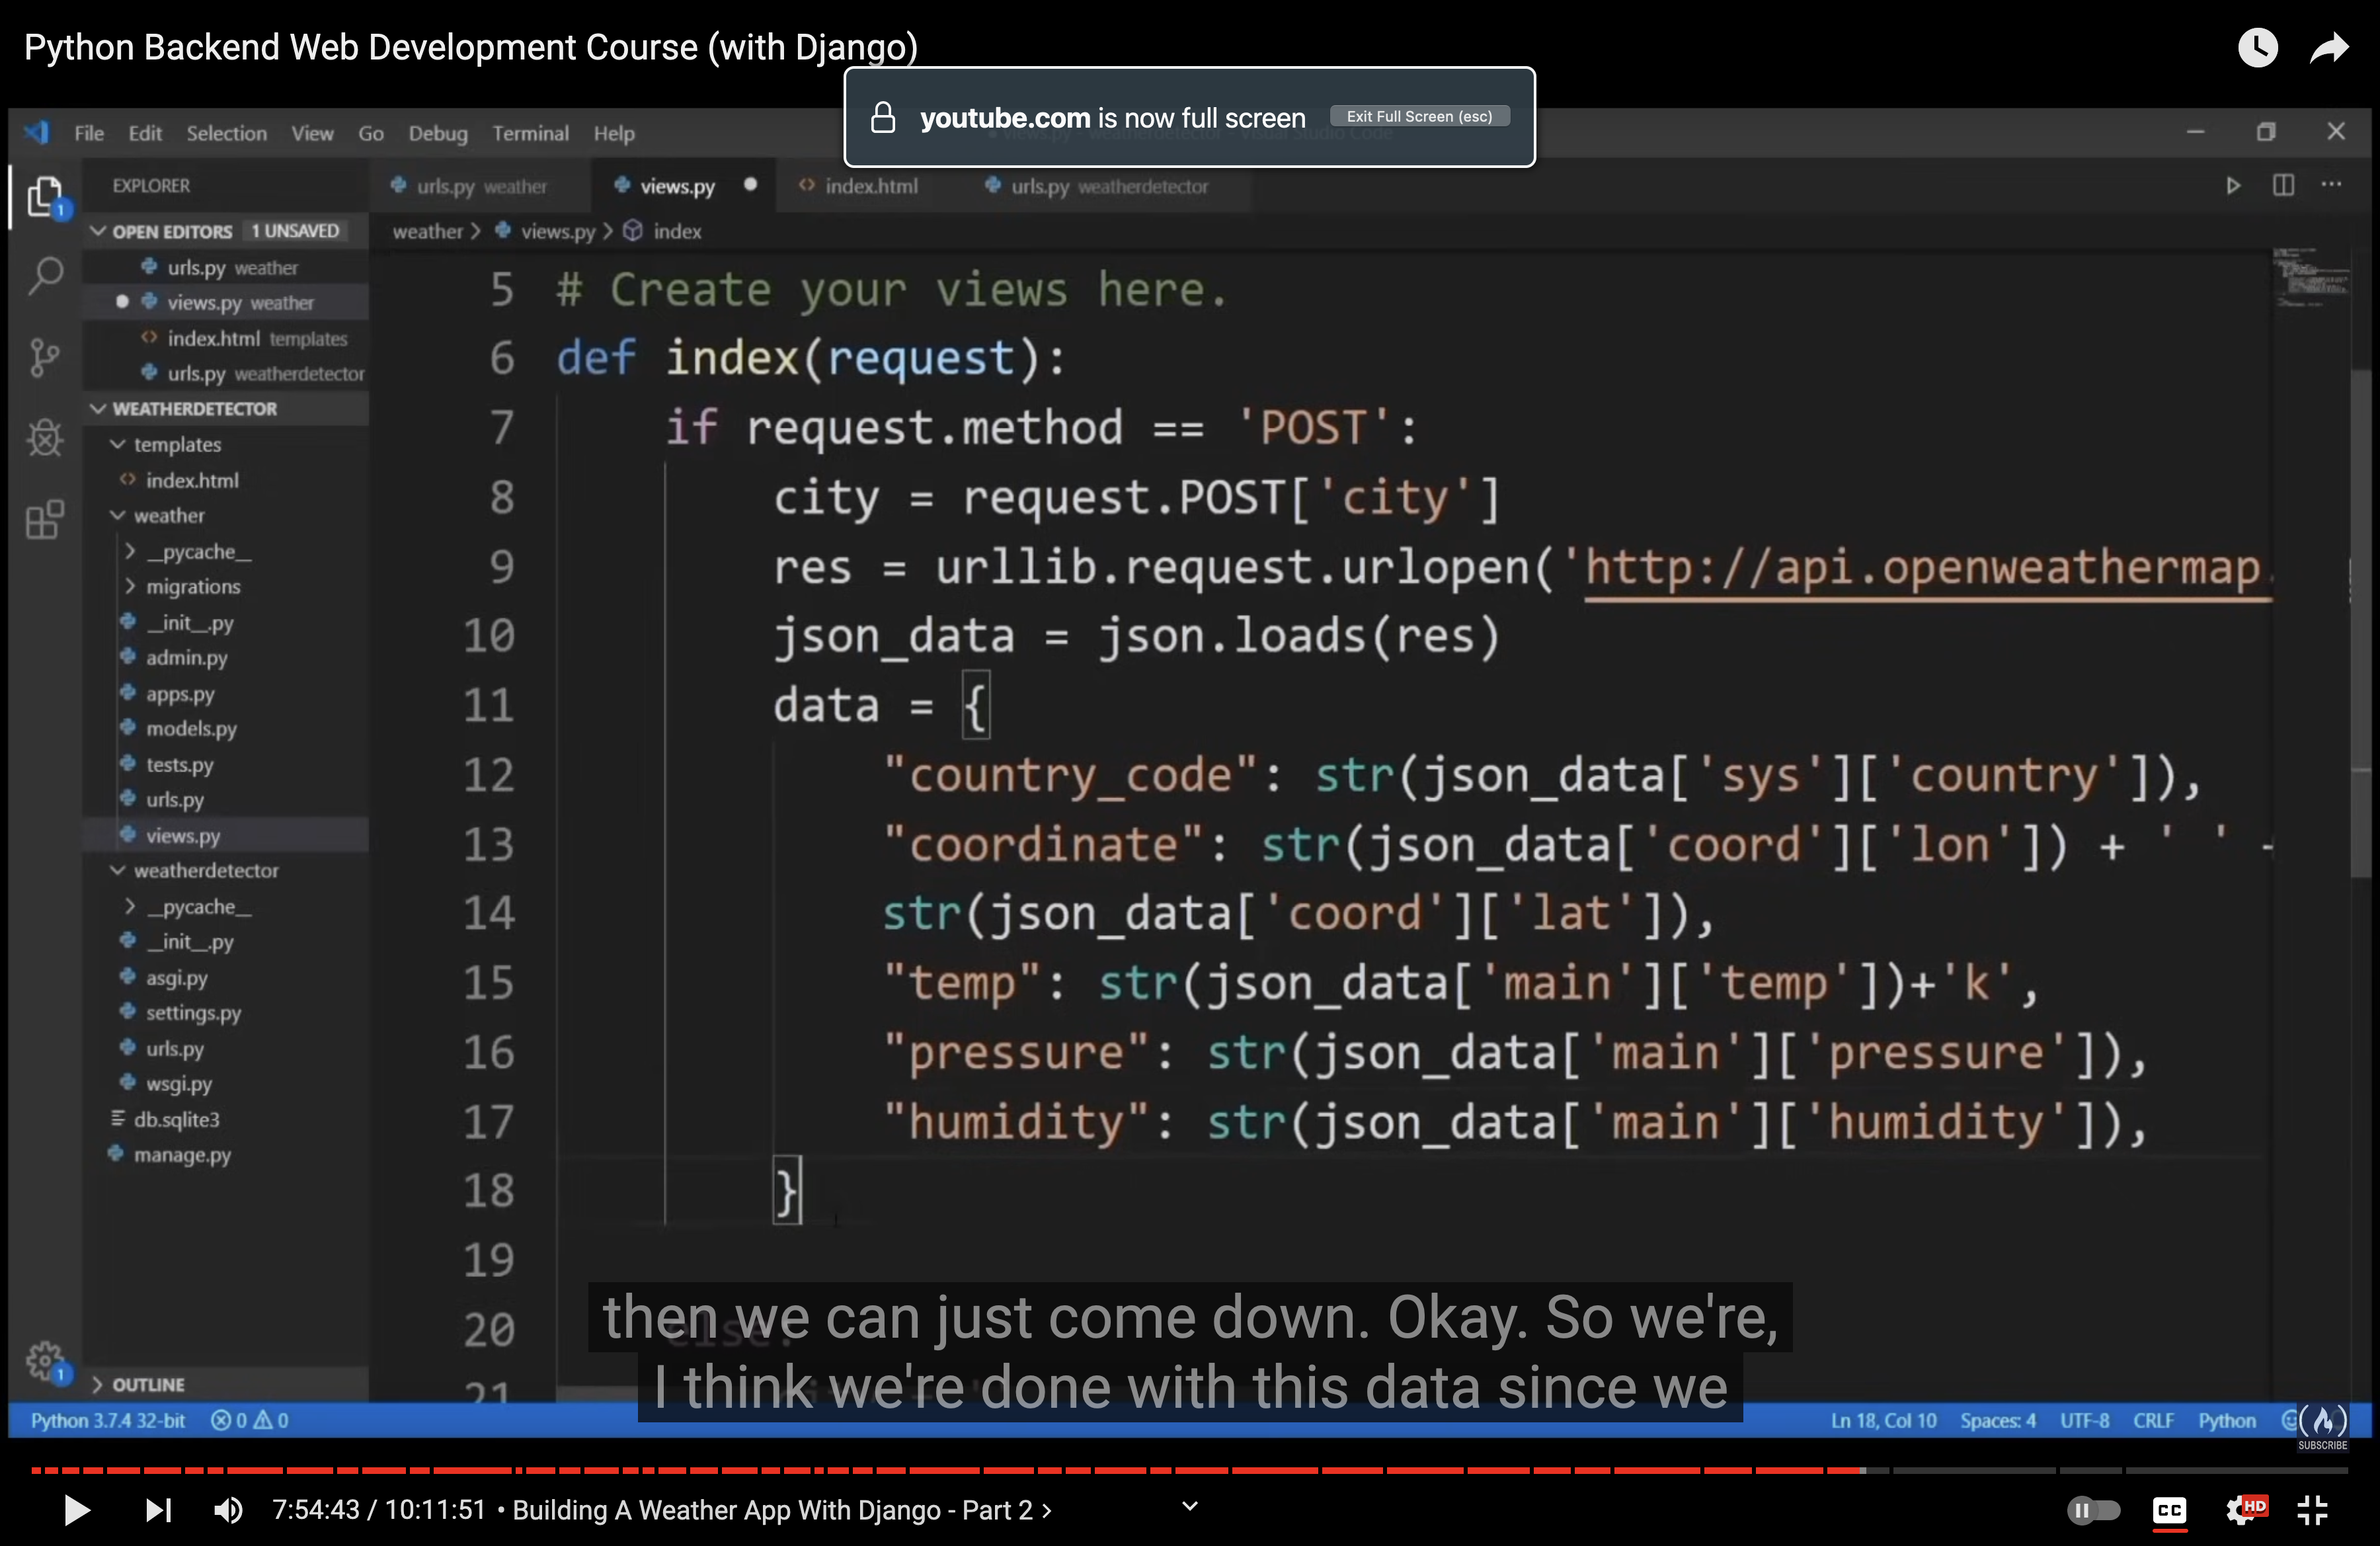 Python Backend Web Development Course (with Django)
youtube.com is now full screen Exit Full Screen (esc)
File Edit Selection View Go Debug Terminal Help
EXPLORER
urls.py weather views.py index.html urls.py weatherdetector
OPEN EDITORS 1 UNSAVED
weather > views.py > index
urls.py weather
views.py weather
index.html templates
urls.py weatherdetector
WEATHERDETECTOR
templates
index.html
weather
__pycache__
migrations
__init__.py
admin.py
apps.py
models.py
tests.py
urls.py
views.py
weatherdetector
__pycache__
__init__.py
asgi.py
settings.py
urls.py
wsgi.py
db.sqlite3
manage.py
OUTLINE
5 # Create your views here.
6 def index(request):
7 if request.method == 'POST':
8 city = request.POST['city']
9 res = urllib.request.urlopen('http://api.openweathermap.
10 json_data = json.loads(res)
11 data = {
12 "country_code": str(json_data['sys']['country']),
13 "coordinate": str(json_data['coord']['lon']) + ' ' +
14 str(json_data['coord']['lat']),
15 "temp": str(json_data['main']['temp'])+'k',
16 "pressure": str(json_data['main']['pressure']),
17 "humidity": str(json_data['main']['humidity']),
18 }
19
20 else:
21
then we can just come down. Okay. So we're,
I think we're done with this data since we
Python 3.7.4 32-bit 0 0 Ln 18, Col 10 Spaces: 4 UTF-8 CRLF Python
SUBSCRIBE
7:54:43 / 10:11:51 • Building A Weather App With Django - Part 2 >
CC HD
1
1